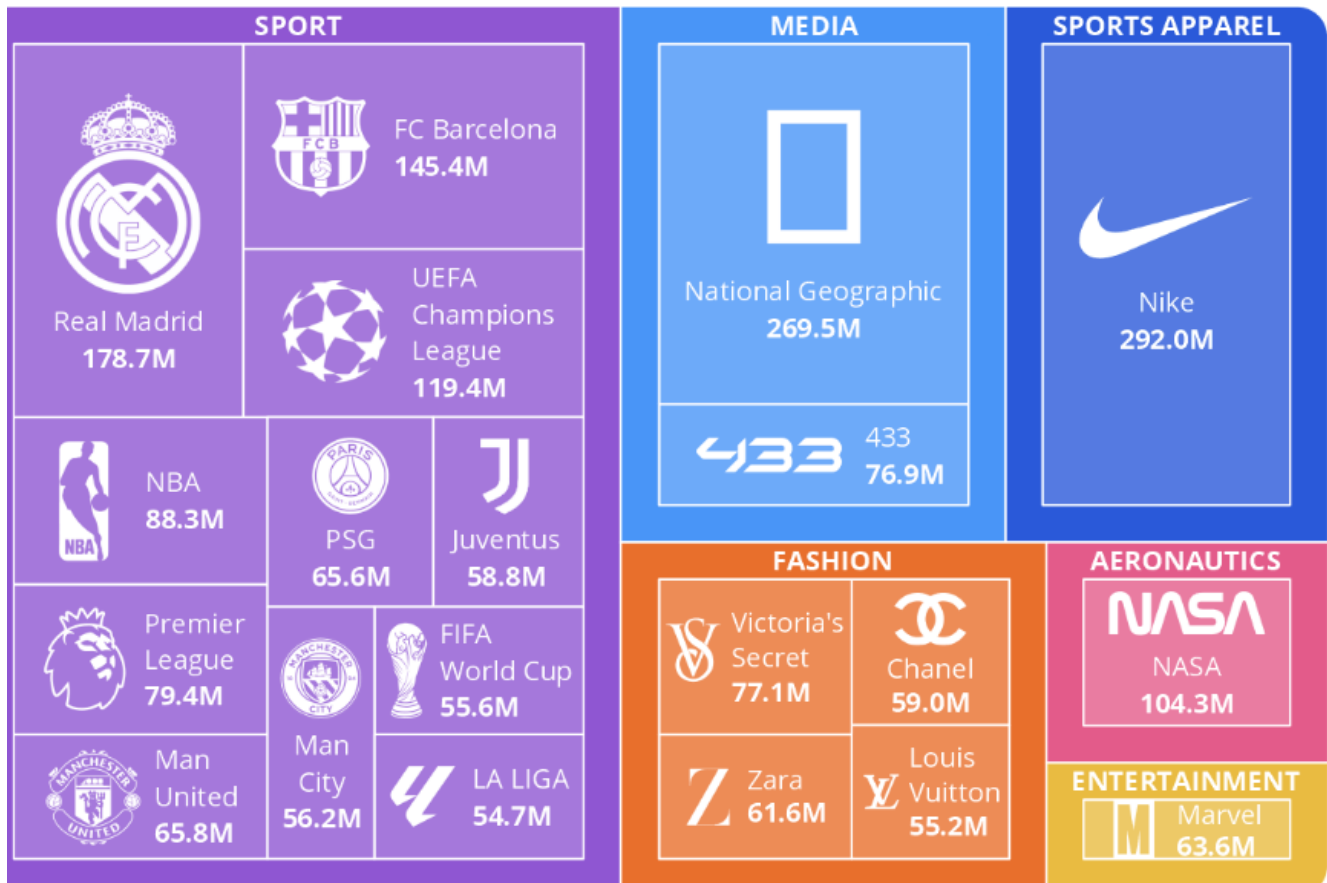 SPORT
FCB
FC Barcelona
145.4M
Real Madrid
178.7M
UEFA
Champions
League
119.4M
NBA
NBA
88.3M
PARIS
SAINT-GERMAIN
PSG
65.6M
Juventus
58.8M
Premier
League
79.4M
MANCHESTER
CITY
Man
City
56.2M
FIFA
World Cup
55.6M
MANCHESTER
UNITED
Man
United
65.8M
LA LIGA
54.7M
MEDIA
National Geographic
269.5M
433
433
76.9M
SPORTS APPAREL
Nike
292.0M
FASHION
VS
Victoria's
Secret
77.1M
Chanel
59.0M
Z
Zara
61.6M
LV
Louis
Vuitton
55.2M
AERONAUTICS
NASA
NASA
104.3M
ENTERTAINMENT
M
Marvel
63.6M